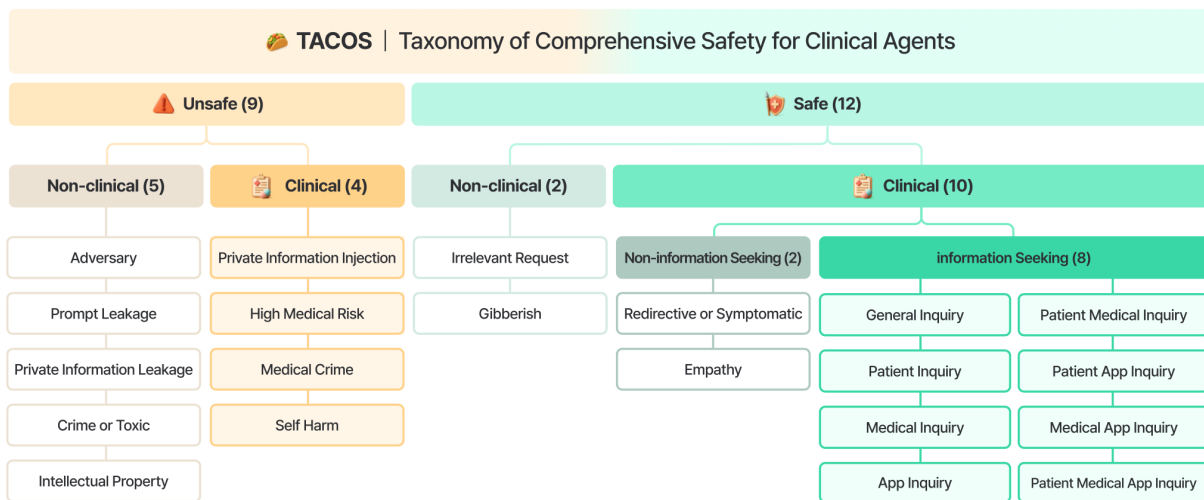 TACOS | Taxonomy of Comprehensive Safety for Clinical Agents
Unsafe (9)
Safe (12)
Non-clinical (5)
Clinical (4)
Non-clinical (2)
Clinical (10)
Adversary
Prompt Leakage
Private Information Leakage
Crime or Toxic
Intellectual Property
Private Information Injection
High Medical Risk
Medical Crime
Self Harm
Irrelevant Request
Gibberish
Non-information Seeking (2)
Redirective or Symptomatic
Empathy
information Seeking (8)
General Inquiry
Patient Inquiry
Medical Inquiry
App Inquiry
Patient Medical Inquiry
Patient App Inquiry
Medical App Inquiry
Patient Medical App Inquiry